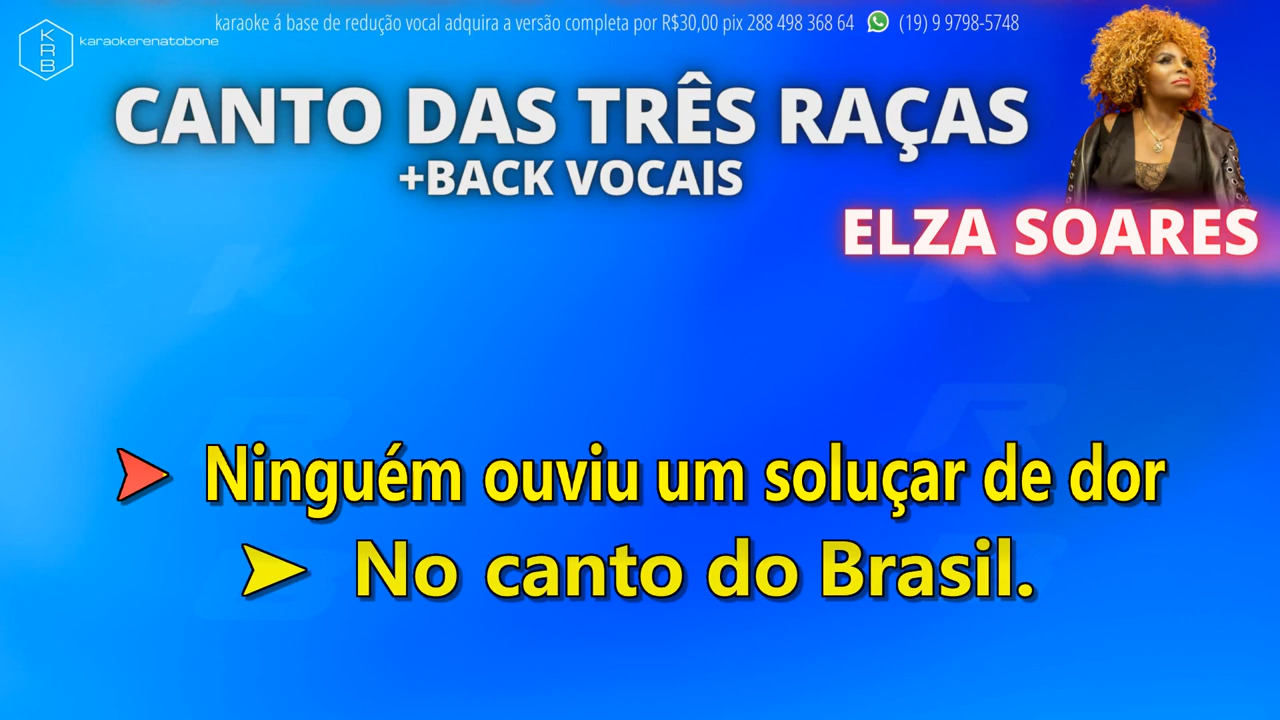 karaoke á base de redução vocal adquira a versão completa por R$30,00 pix 288 498 368 64 (19) 9 9798-5748
KRB
karaokerenatobone
CANTO DAS TRÊS RAÇAS
+BACK VOCAIS
ELZA SOARES
Ninguém ouviu um soluçar de dor
No canto do Brasil.